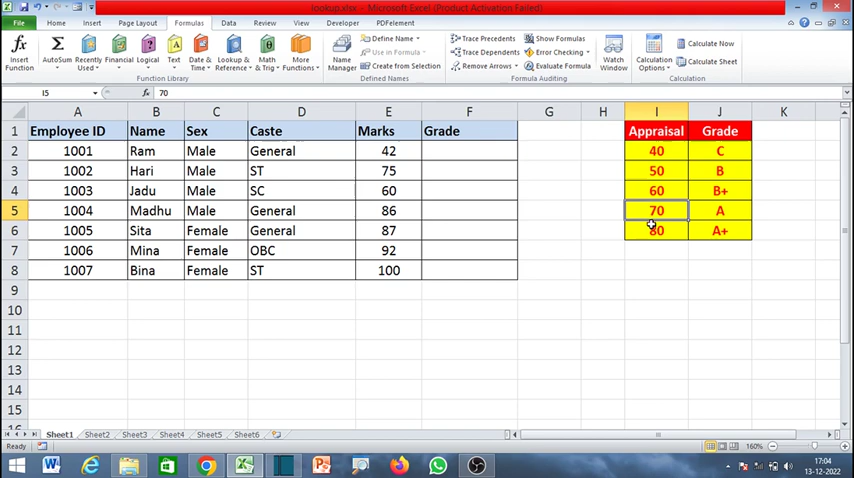 lookup.xlsx - Microsoft Excel (Product Activation Failed)
File Home Insert Page Layout Formulas Data Review View Developer PDFelement
Insert Function
AutoSum
Recently Used
Financial
Logical
Text
Date & Time
Lookup & Reference
Math & Trig
More Functions
Function Library
Name Manager
Define Name
Use in Formula
Create from Selection
Defined Names
Trace Precedents
Trace Dependents
Remove Arrows
Show Formulas
Error Checking
Evaluate Formula
Formula Auditing
Watch Window
Calculation Options
Calculate Now
Calculate Sheet
Calculation
I5 fx 70
A B C D E F G H I J K
1 Employee ID Name Sex Caste Marks Grade Appraisal Grade
2 1001 Ram Male General 42 40 C
3 1002 Hari Male ST 75 50 B
4 1003 Jadu Male SC 60 60 B+
5 1004 Madhu Male General 86 70 A
6 1005 Sita Female General 87 80 A+
7 1006 Mina Female OBC 92
8 1007 Bina Female ST 100
9
10
11
12
13
14
15
Sheet1 Sheet2 Sheet3 Sheet4 Sheet5 Sheet6
Ready 160%
17:04
13-12-2022